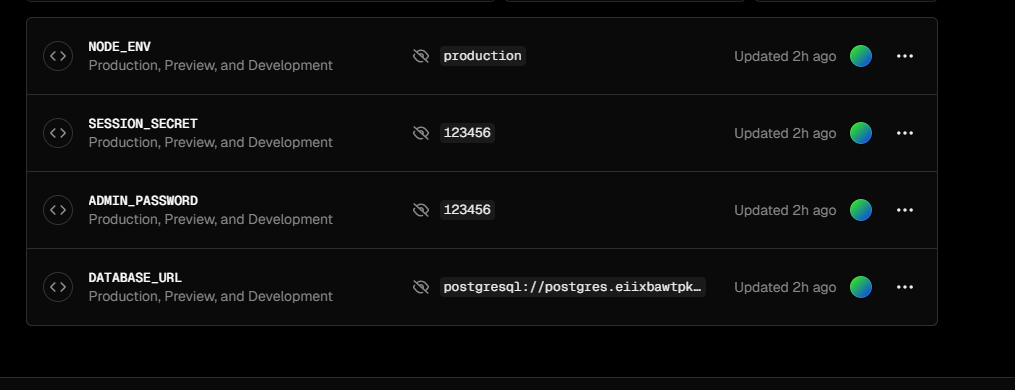 NODE_ENV
Production, Preview, and Development
production
Updated 2h ago
SESSION_SECRET
Production, Preview, and Development
123456
Updated 2h ago
ADMIN_PASSWORD
Production, Preview, and Development
123456
Updated 2h ago
DATABASE_URL
Production, Preview, and Development
postgresql://postgres.eiixbawtpk…
Updated 2h ago